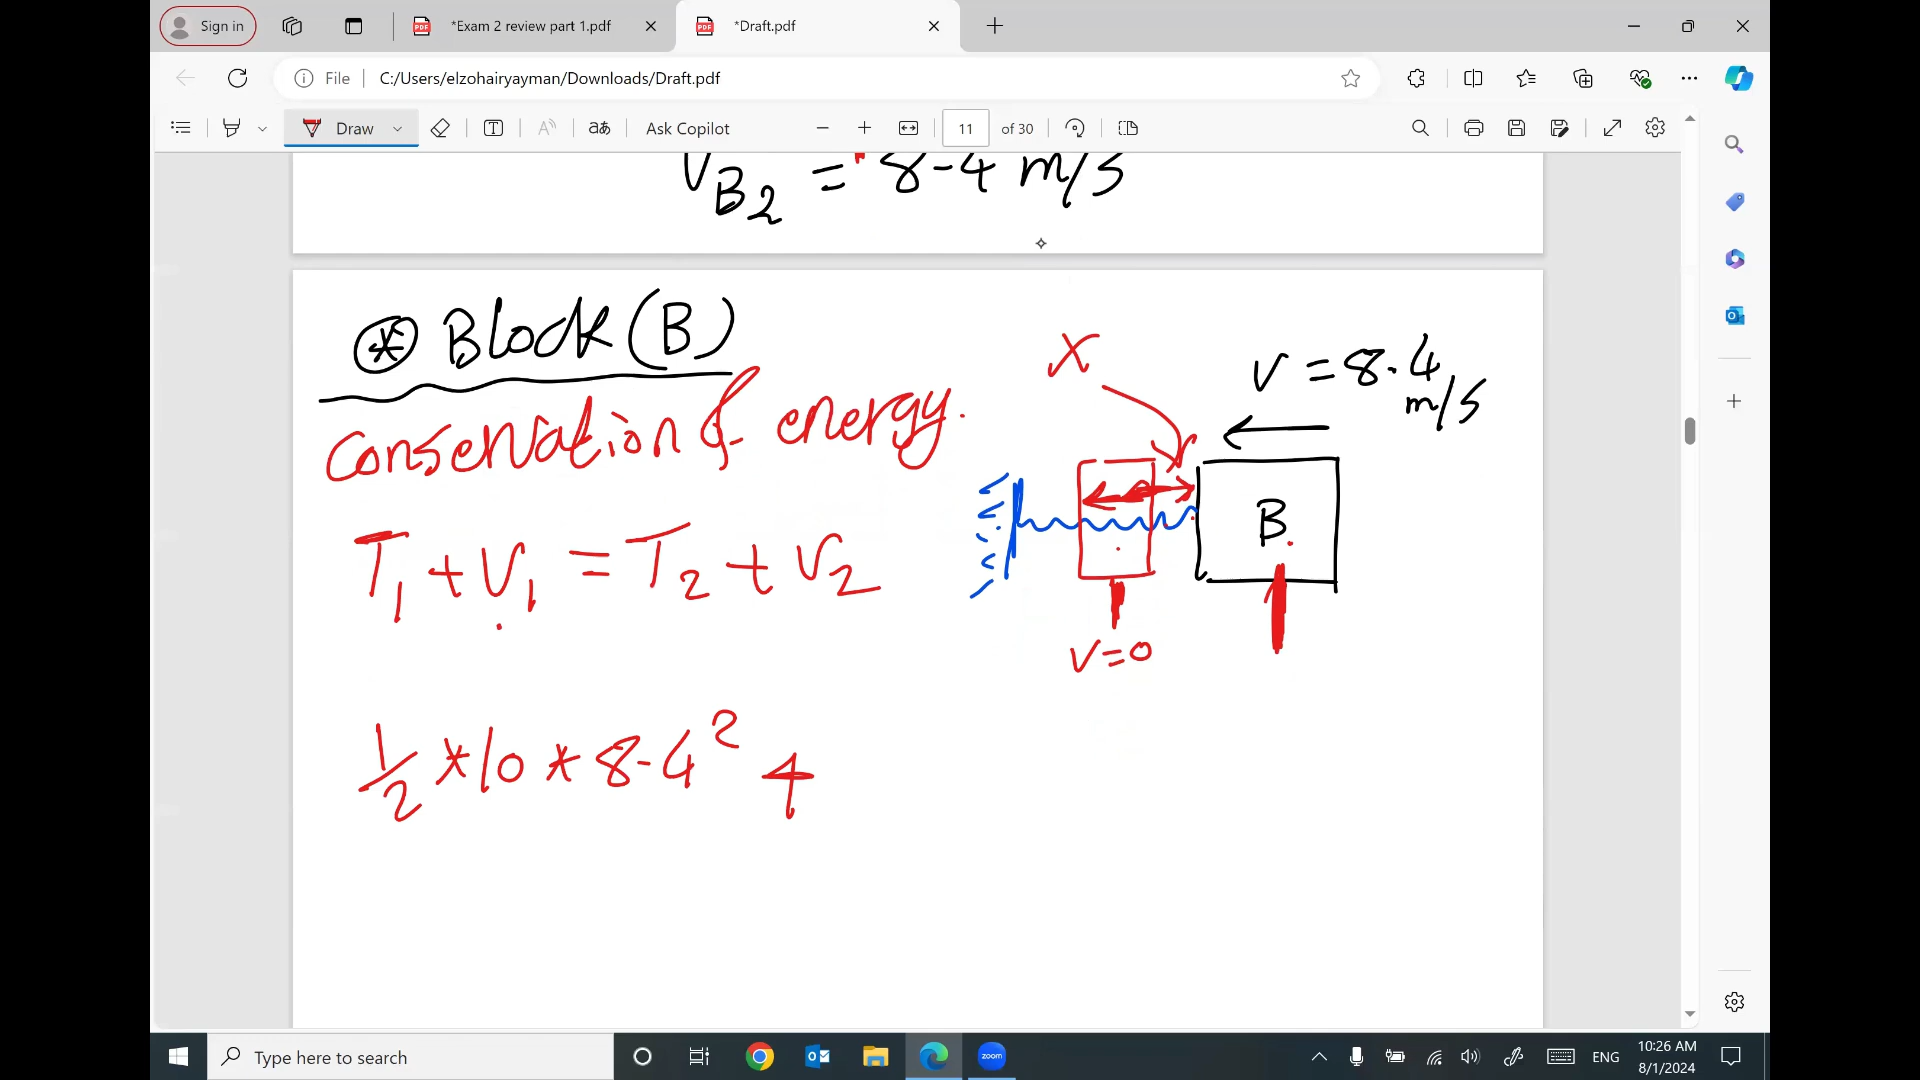 Sign in
*Exam 2 review part 1.pdf
*Draft.pdf
File
C:/Users/elzohairyayman/Downloads/Draft.pdf
Draw
Ask Copilot
11
of 30
V_B2 = 8.4 m/s
* Block (B)
conservation of energy.
X
V = 8.4
m/s
B
T1 + V1 = T2 + V2
V=0
1/2 * 10 * 8.4² +
Type here to search
zoom
ENG
10:26 AM
8/1/2024